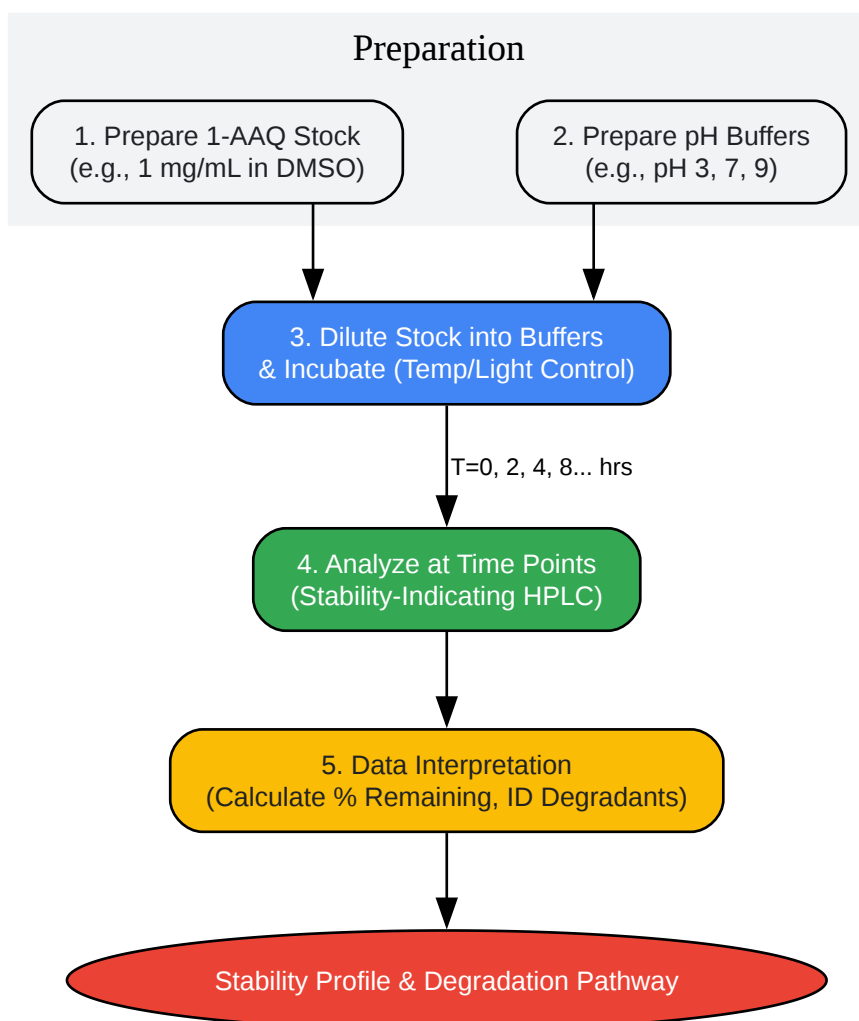 Preparation
1. Prepare 1-AAQ Stock
(e.g., 1 mg/mL in DMSO)
2. Prepare pH Buffers
(e.g., pH 3, 7, 9)
3. Dilute Stock into Buffers
& Incubate (Temp/Light Control)
T=0, 2, 4, 8... hrs
4. Analyze at Time Points
(Stability-Indicating HPLC)
5. Data Interpretation
(Calculate % Remaining, ID Degradants)
Stability Profile & Degradation Pathway